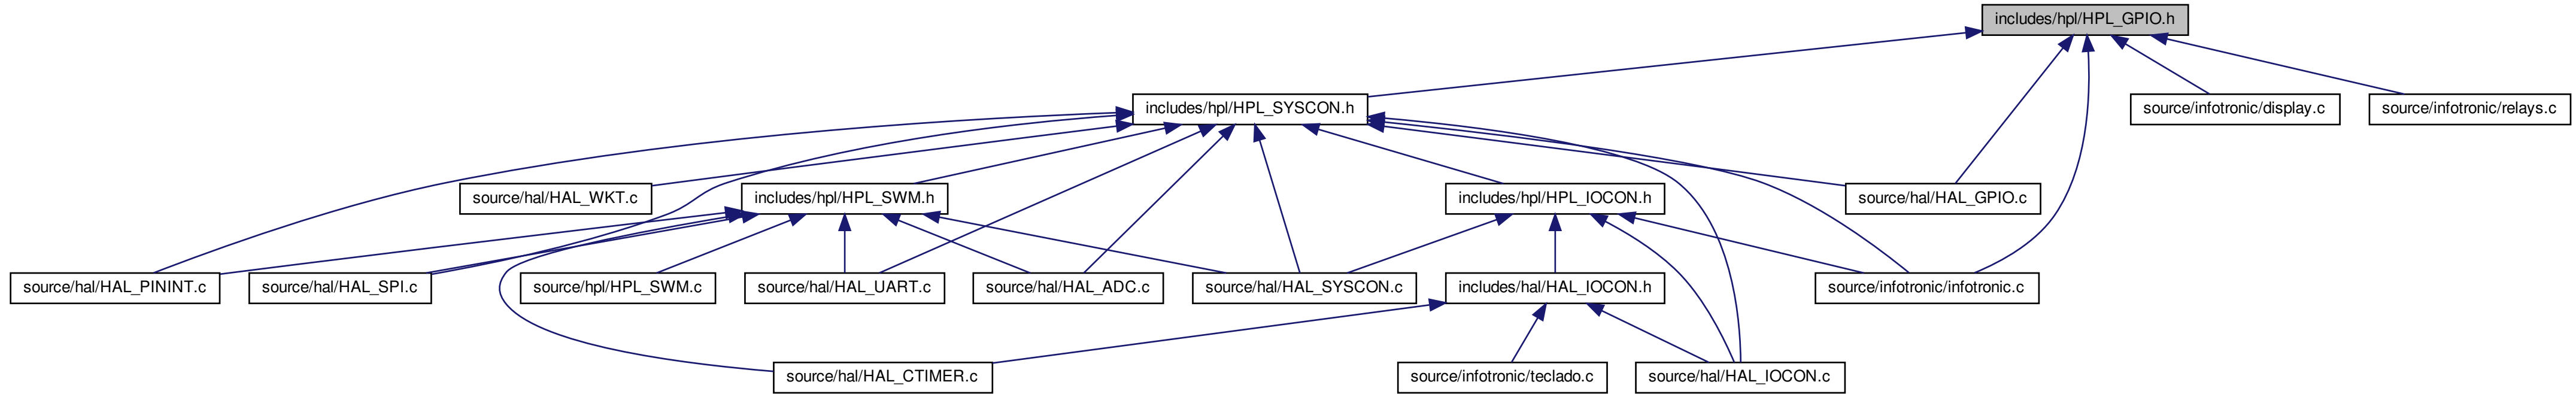 includes/hpl/HPL_GPIO.h
includes/hpl/HPL_SYSCON.h
source/infotronic/display.c
source/infotronic/relays.c
source/hal/HAL_WKT.c
includes/hpl/HPL_SWM.h
includes/hpl/HPL_IOCON.h
source/hal/HAL_GPIO.c
source/hal/HAL_PININT.c
source/hal/HAL_SPI.c
source/hpl/HPL_SWM.c
source/hal/HAL_UART.c
source/hal/HAL_ADC.c
source/hal/HAL_SYSCON.c
includes/hal/HAL_IOCON.h
source/infotronic/infotronic.c
source/hal/HAL_CTIMER.c
source/infotronic/teclado.c
source/hal/HAL_IOCON.c